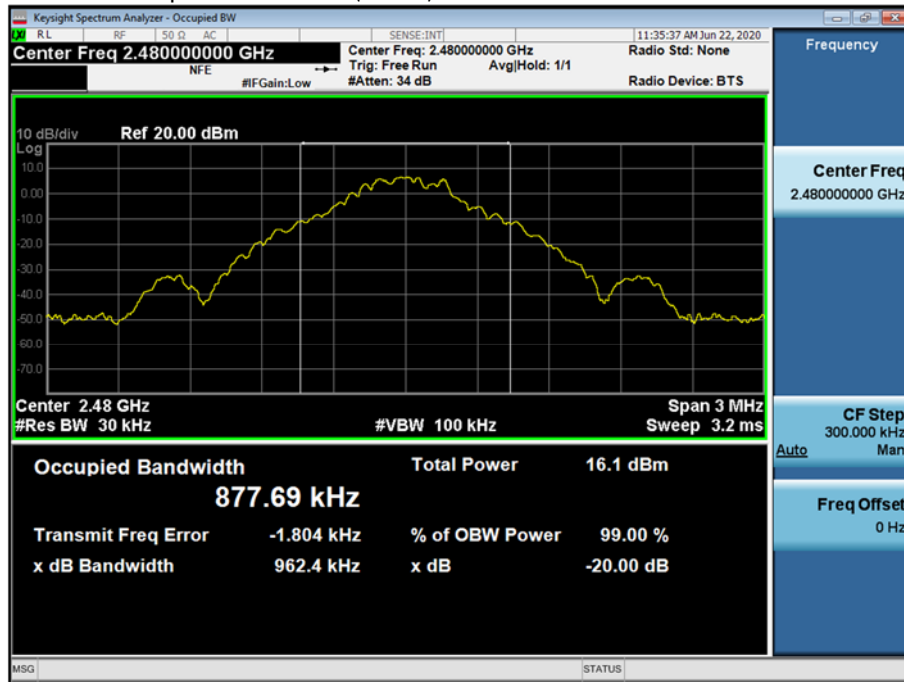 Keysight Spectrum Analyzer - Occupied BW
RL RF 50 Ω AC SENSE:INT 11:35:37 AM Jun 22, 2020
Center Freq 2.480000000 GHz
NFE
#IFGain:Low
Center Freq: 2.480000000 GHz
Trig: Free Run Avg|Hold: 1/1
#Atten: 34 dB
Radio Std: None
Radio Device: BTS
10 dB/div Ref 20.00 dBm
Log
10.0
0.00
-10.0
-20.0
-30.0
-40.0
-50.0
-60.0
-70.0
Center 2.48 GHz Span 3 MHz
#Res BW 30 kHz #VBW 100 kHz Sweep 3.2 ms
Occupied Bandwidth Total Power 16.1 dBm
877.69 kHz
Transmit Freq Error -1.804 kHz % of OBW Power 99.00 %
x dB Bandwidth 962.4 kHz x dB -20.00 dB
MSG STATUS
Frequency
Center Freq
2.480000000 GHz
CF Step
300.000 kHz
Auto Man
Freq Offset
0 Hz